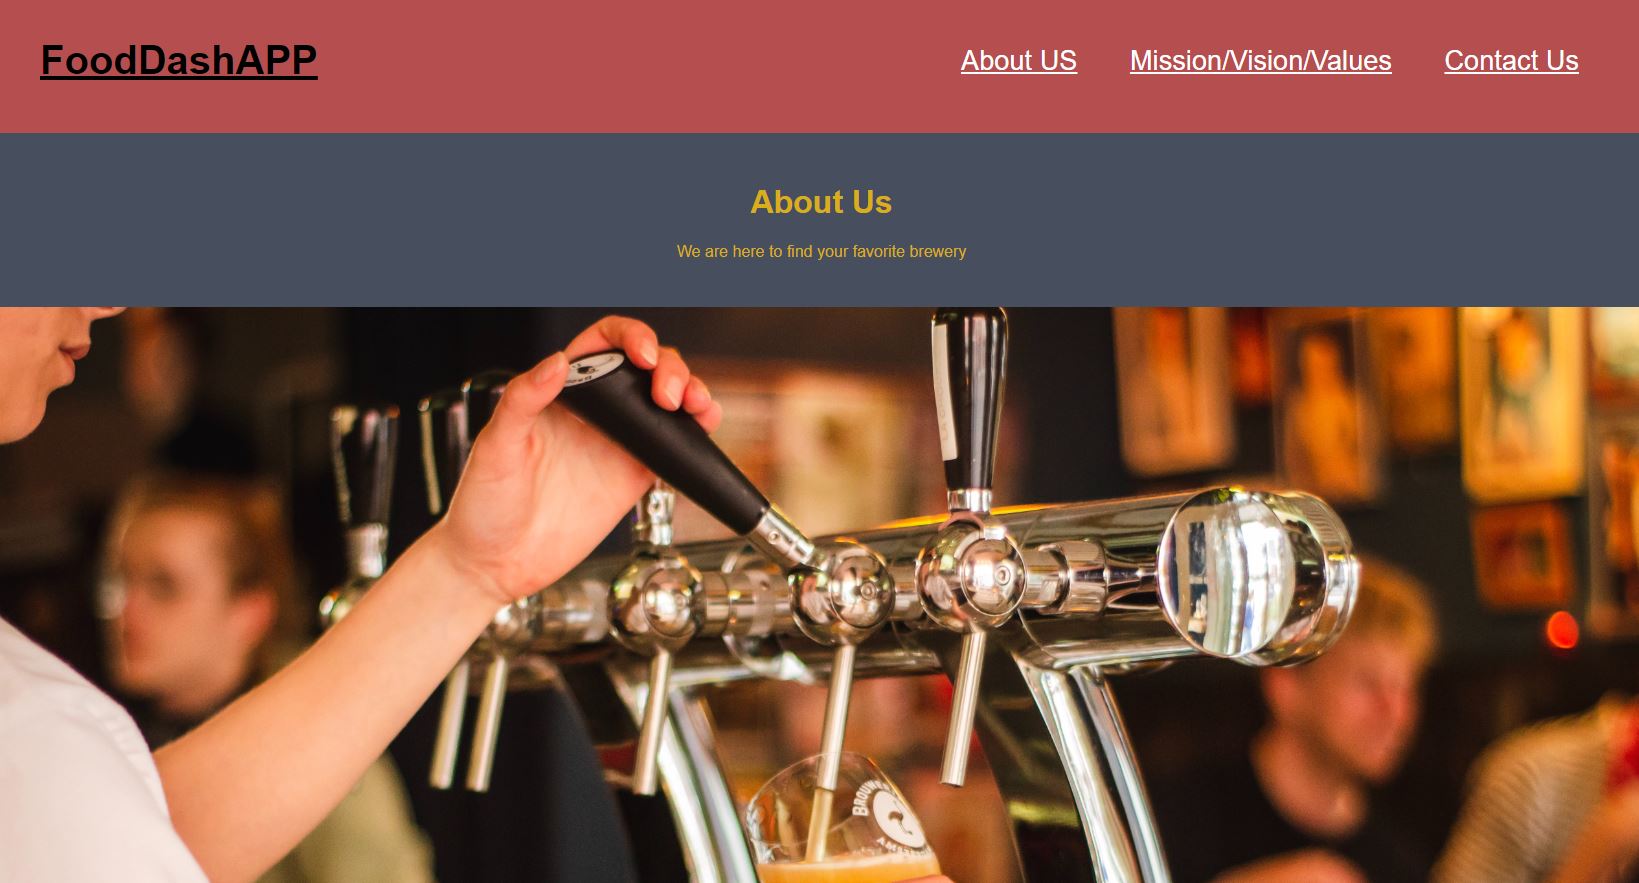 FoodDashAPP
About US
Mission/Vision/Values
Contact Us
About Us
We are here to find your favorite brewery